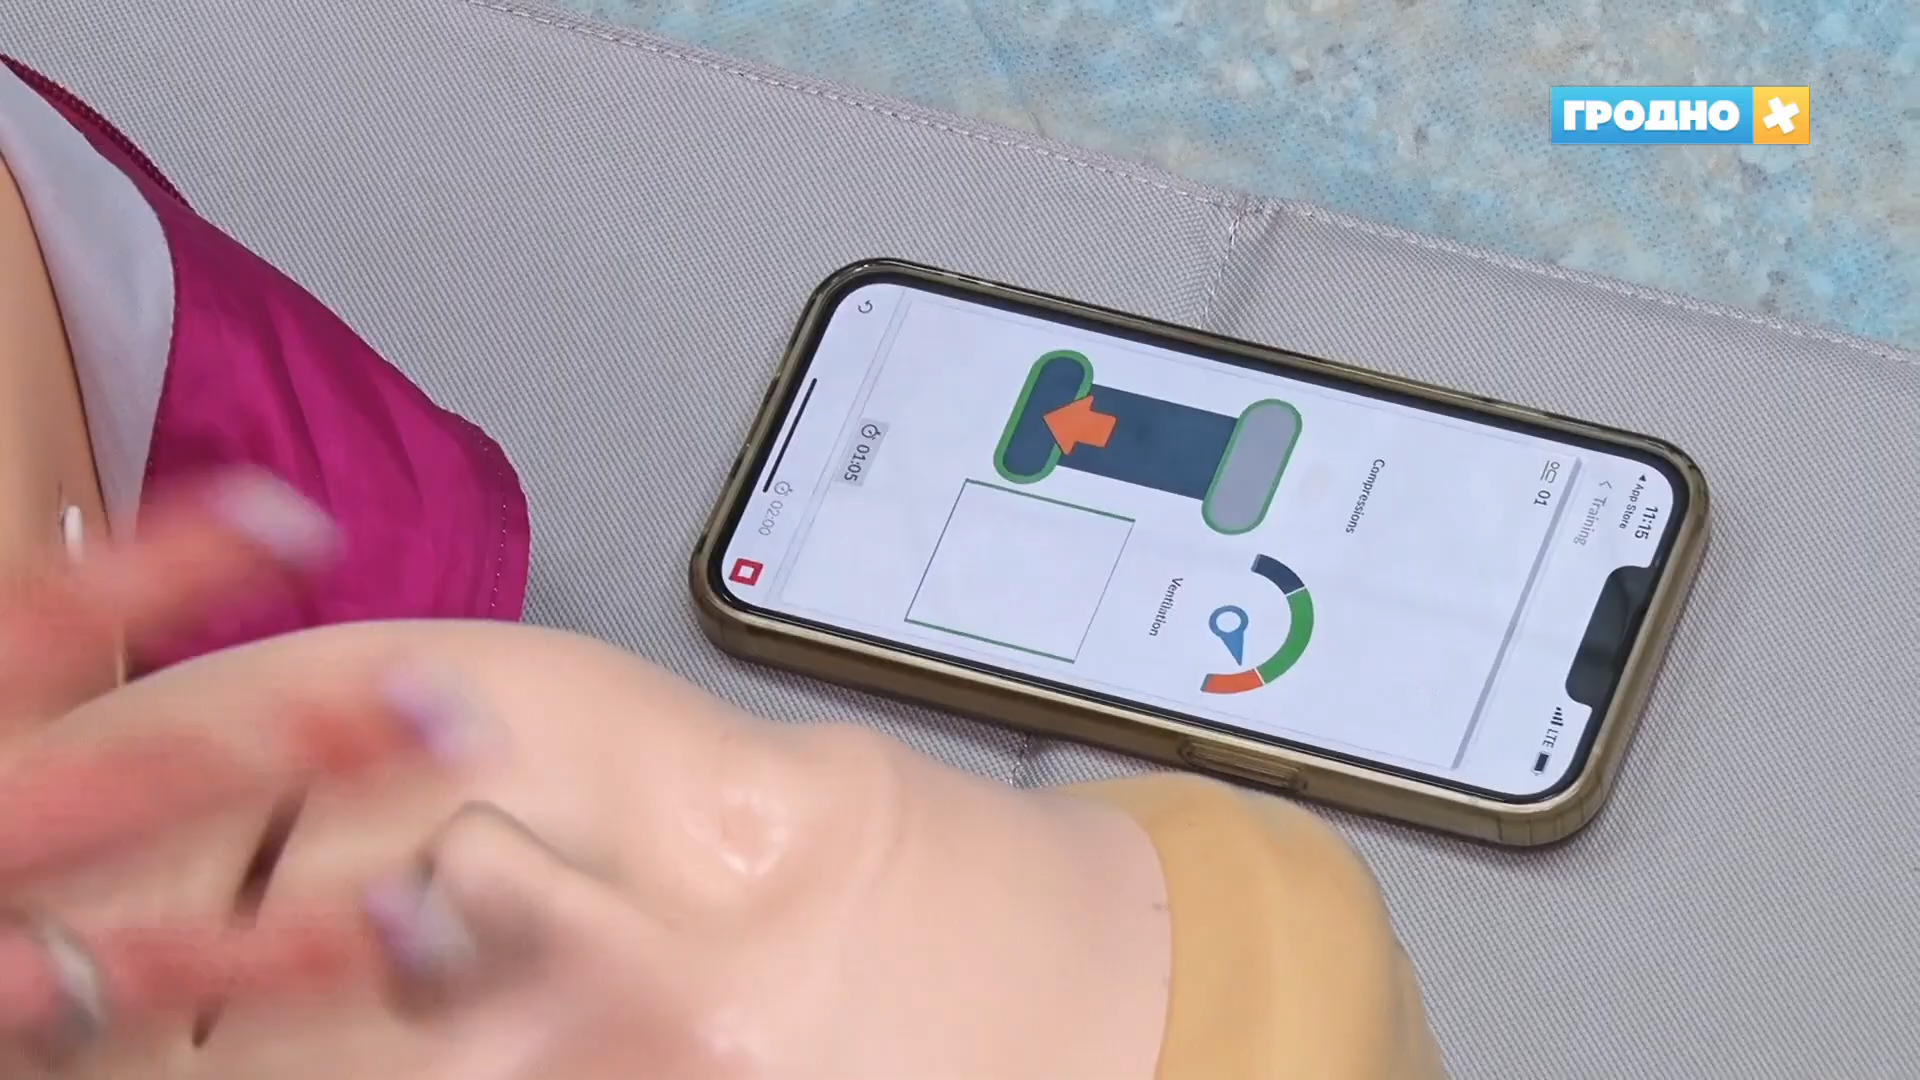 ГРОДНО
11:15
LTE
App Store
Training
01
Compressions
Ventilation
01:05
02:00